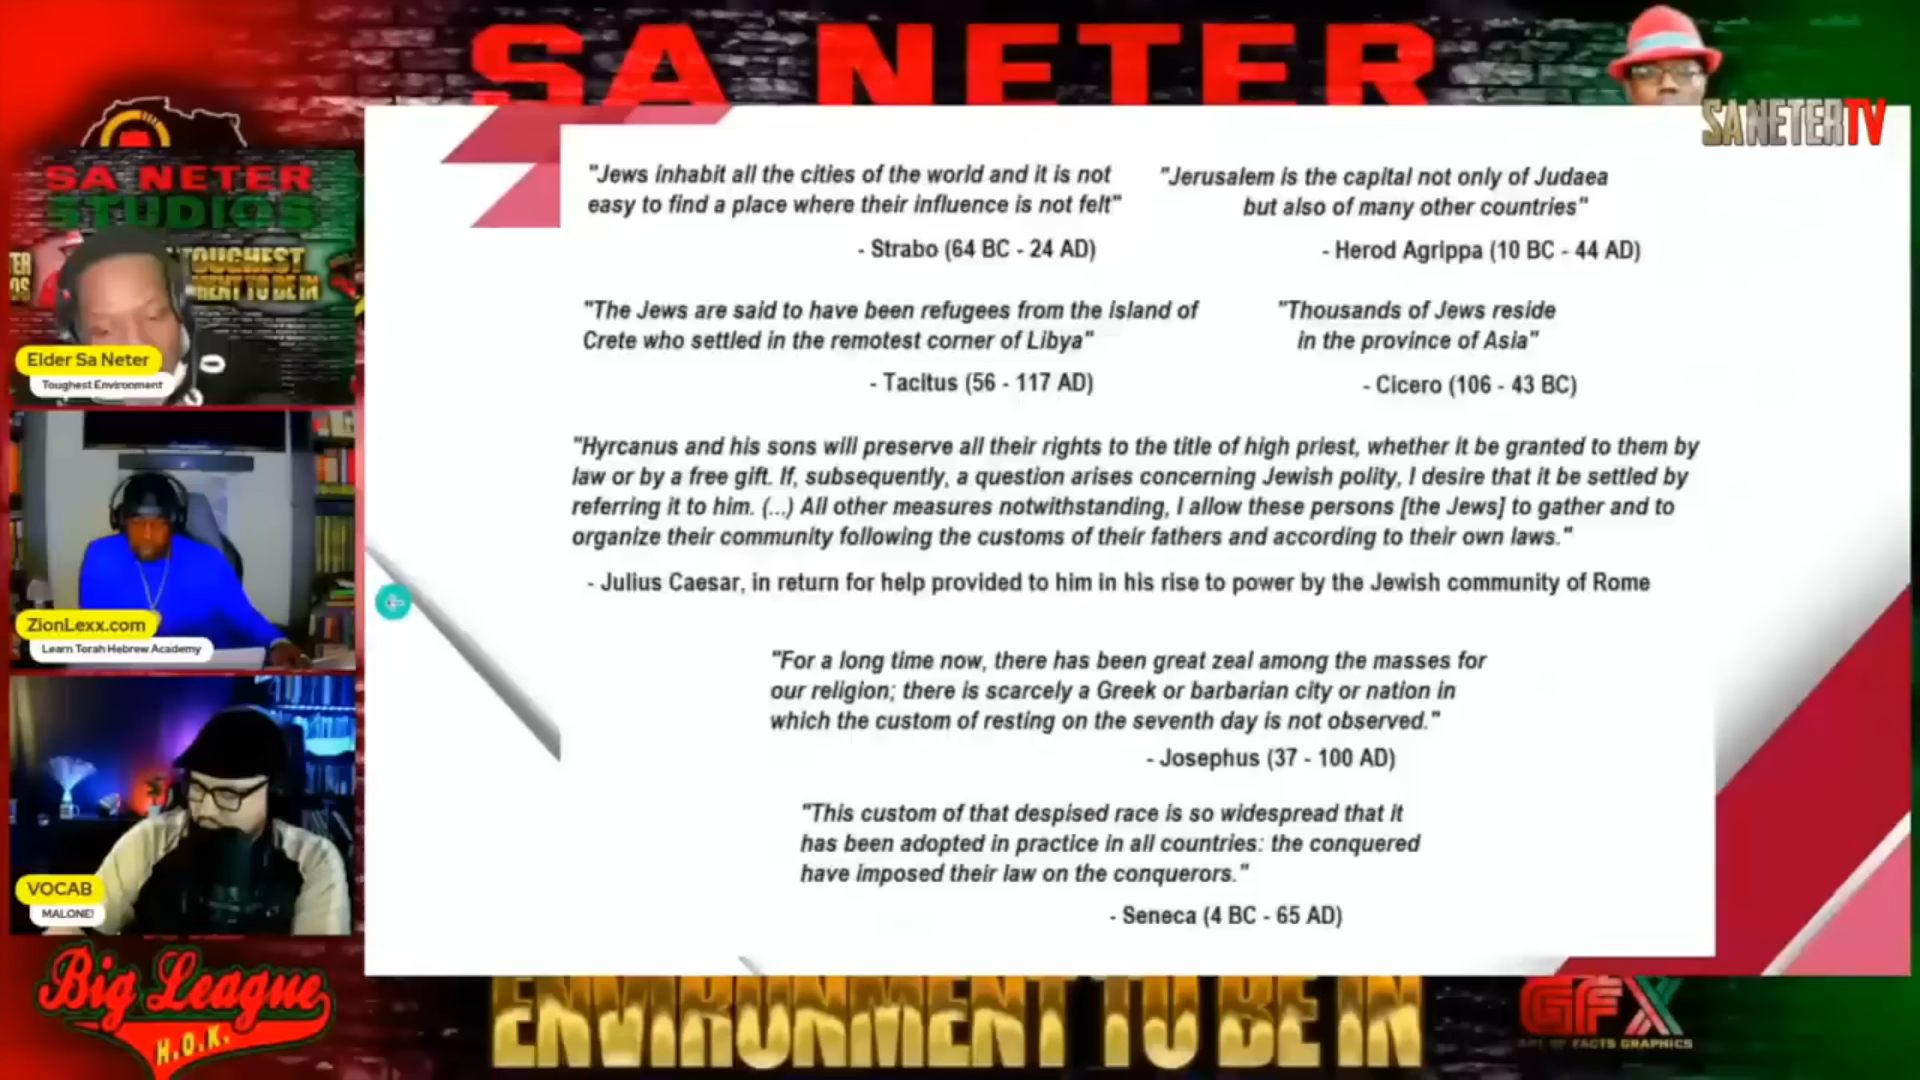 SA NETER
SA NETER TV
SA NETER
STUDIOS
TOUGHEST
Elder Sa Neter
Toughest Environment
ZionLexx.com
Learn Torah Hebrew Academy
VOCAB
MALONE!
Big League
H.O.K.
"Jews inhabit all the cities of the world and it is not
easy to find a place where their influence is not felt"
- Strabo (64 BC - 24 AD)
"Jerusalem is the capital not only of Judaea
but also of many other countries"
- Herod Agrippa (10 BC - 44 AD)
"The Jews are said to have been refugees from the island of
Crete who settled in the remotest corner of Libya"
- Tacitus (56 - 117 AD)
"Thousands of Jews reside
in the province of Asia"
- Cicero (106 - 43 BC)
"Hyrcanus and his sons will preserve all their rights to the title of high priest, whether it be granted to them by
law or by a free gift. If, subsequently, a question arises concerning Jewish polity, I desire that it be settled by
referring it to him. (...) All other measures notwithstanding, I allow these persons [the Jews] to gather and to
organize their community following the customs of their fathers and according to their own laws."
- Julius Caesar, in return for help provided to him in his rise to power by the Jewish community of Rome
"For a long time now, there has been great zeal among the masses for
our religion; there is scarcely a Greek or barbarian city or nation in
which the custom of resting on the seventh day is not observed."
- Josephus (37 - 100 AD)
"This custom of that despised race is so widespread that it
has been adopted in practice in all countries: the conquered
have imposed their law on the conquerors."
- Seneca (4 BC - 65 AD)
ENVIRONMENT TO BE IN
GFX
OF FACTS GRAPHICS